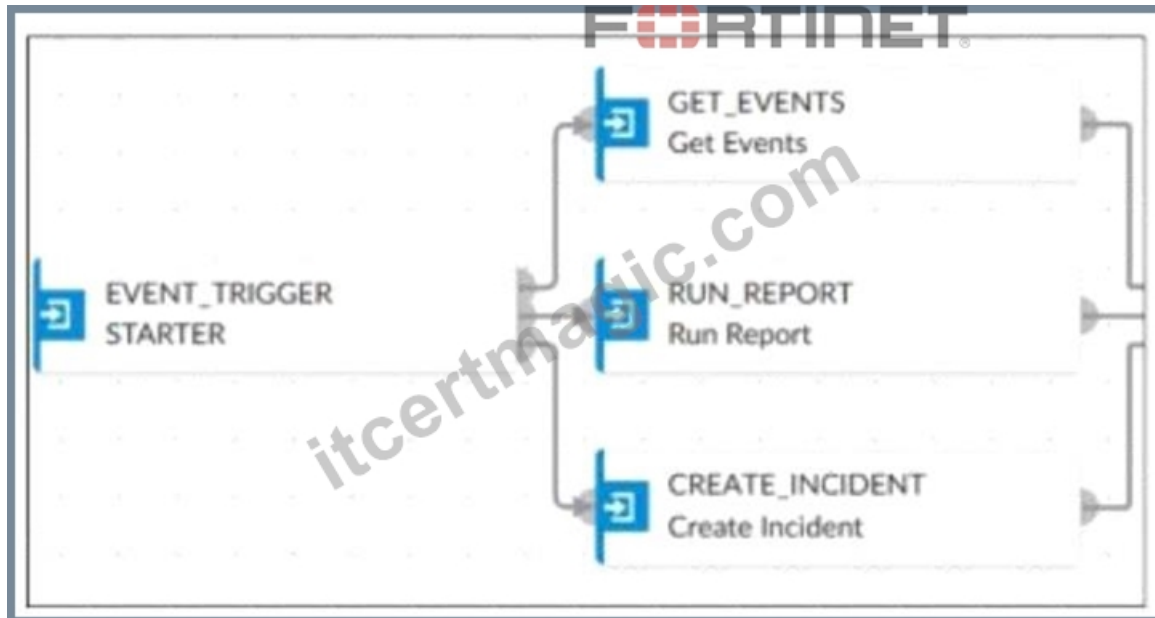 FORTINET
GET_EVENTS
Get Events
EVENT_TRIGGER
STARTER
RUN_REPORT
Run Report
CREATE_INCIDENT
Create Incident
itcertmagic.com